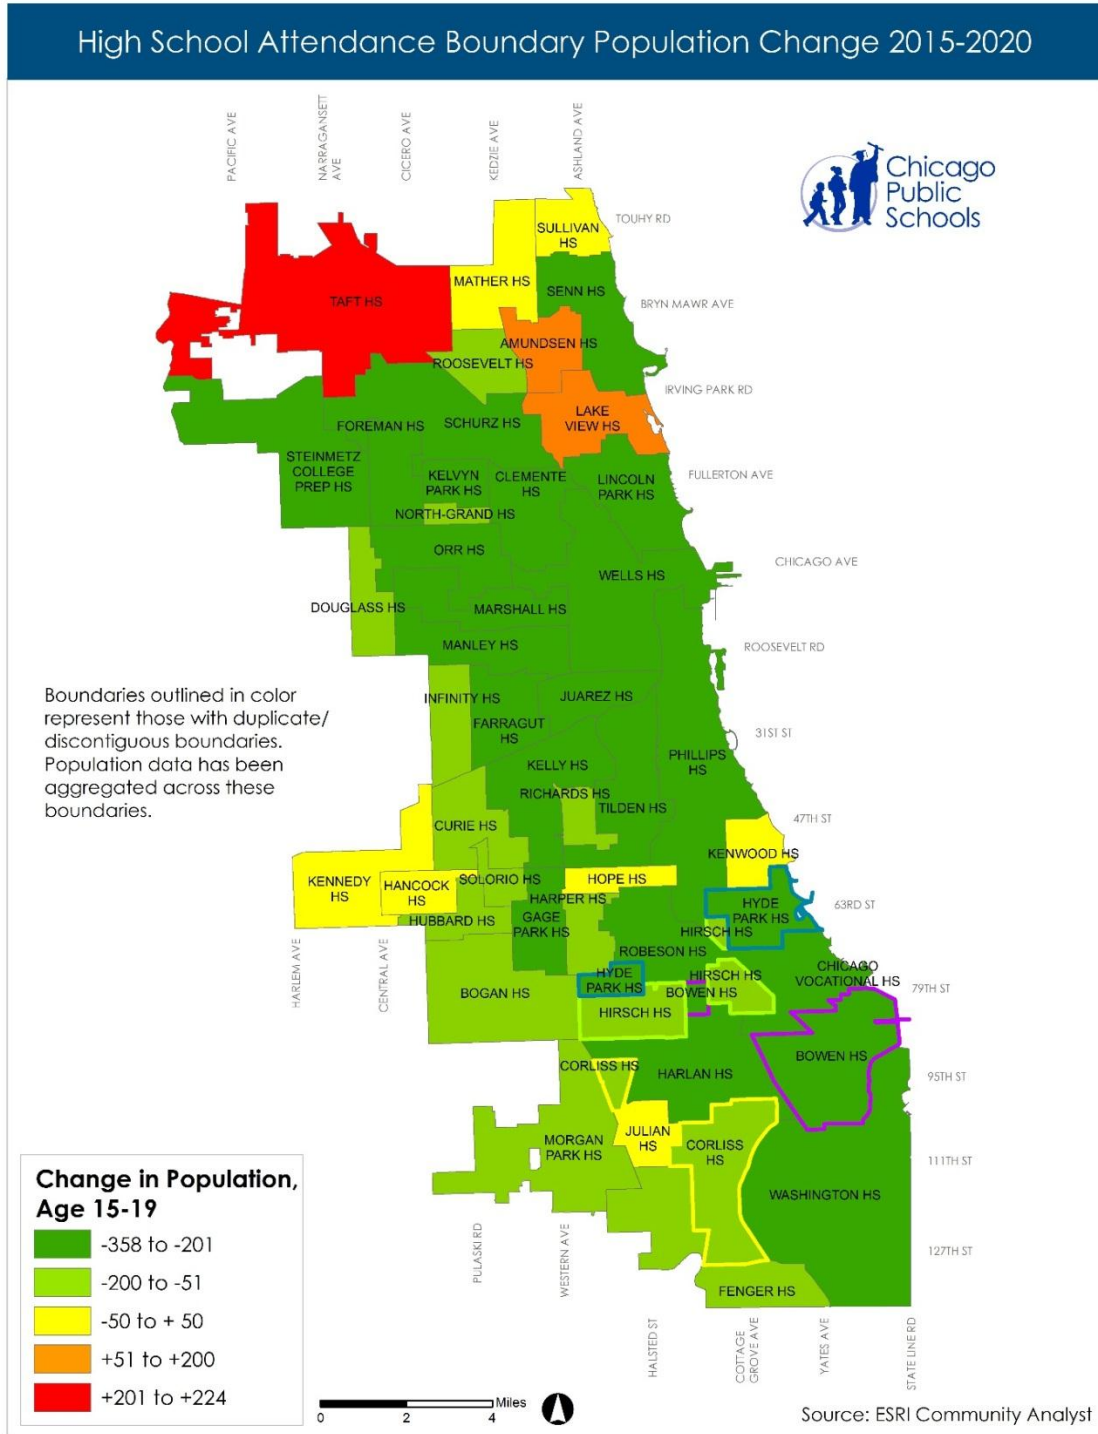 High School Attendance Boundary Population Change 2015-2020
PACIFIC AVE
NARRAGANSETT
AVE
CICERO AVE
KEDZIE AVE
ASHLAND AVE
Chicago
Public
Schools
TOUHY RD
SULLIVAN
HS
MATHER HS
SENN HS
TAFT HS
BRYN MAWR AVE
AMUNDSEN HS
ROOSEVELT HS
IRVING PARK RD
LAKE
VIEW HS
FOREMAN HS
SCHURZ HS
STEINMETZ
COLLEGE
PREP HS
KELVYN
PARK HS
CLEMENTE
HS
LINCOLN
PARK HS
FULLERTON AVE
NORTH-GRAND HS
ORR HS
WELLS HS
CHICAGO AVE
DOUGLASS HS
MARSHALL HS
MANLEY HS
ROOSEVELT RD
Boundaries outlined in color
represent those with duplicate/
discontiguous boundaries.
Population data has been
aggregated across these
boundaries.
INFINITY HS
JUAREZ HS
FARRAGUT
HS
31ST ST
PHILLIPS
HS
KELLY HS
RICHARDS HS
TILDEN HS
47TH ST
CURIE HS
KENWOOD HS
KENNEDY
HS
HANCOCK
HS
SOLORIO HS
HOPE HS
HARPER HS
HYDE
PARK HS
63RD ST
HUBBARD HS
GAGE
PARK HS
HIRSCH HS
ROBESON HS
HARLEM AVE
CENTRAL AVE
BOGAN HS
HYDE
PARK HS
HIRSCH HS
BOWEN HS
CHICAGO
VOCATIONAL HS
79TH ST
HIRSCH HS
BOWEN HS
CORLISS HS
HARLAN HS
95TH ST
MORGAN
PARK HS
JULIAN
HS
CORLISS
HS
111TH ST
WASHINGTON HS
PULASKI RD
WESTERN AVE
127TH ST
FENGER HS
HALSTED ST
COTTAGE
GROVE AVE
YATES AVE
STATE LINE RD
Change in Population,
Age 15-19
-358 to -201
-200 to -51
-50 to + 50
+51 to +200
+201 to +224
Miles
0 2 4
Source: ESRI Community Analyst